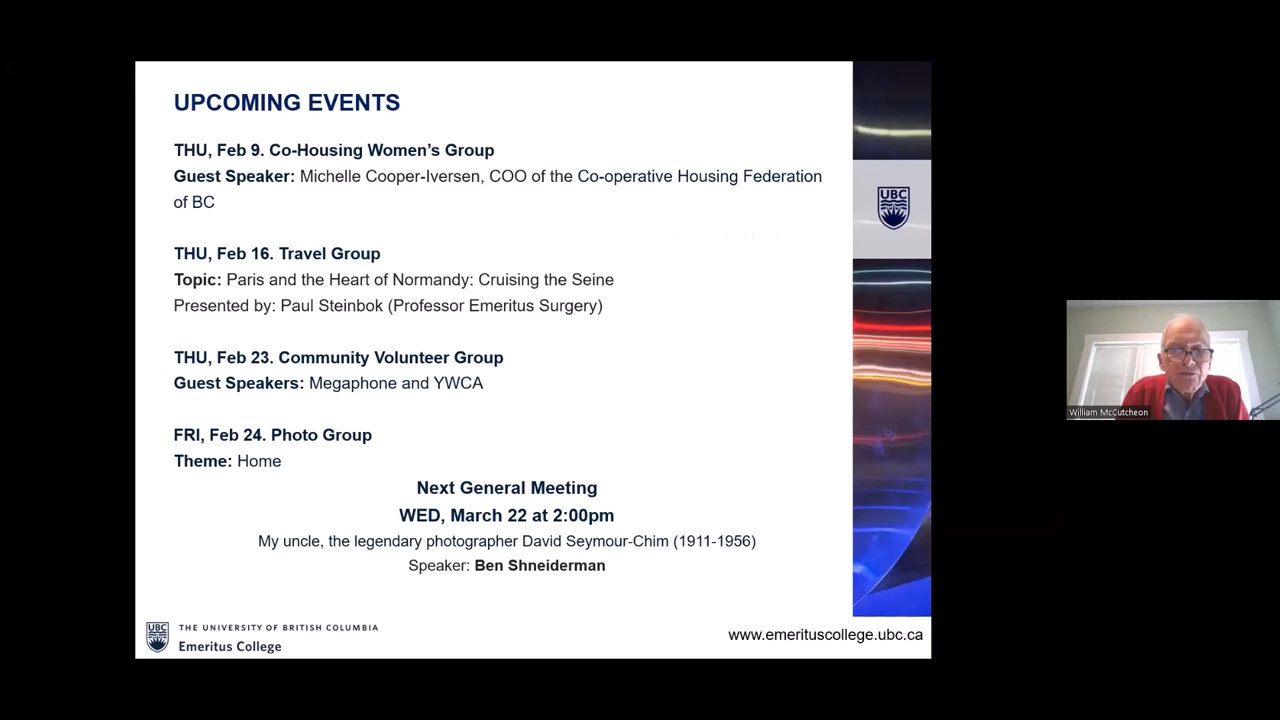 UPCOMING EVENTS
THU, Feb 9. Co-Housing Women’s Group
Guest Speaker: Michelle Cooper-Iversen, COO of the Co-operative Housing Federation
of BC
UBC
THU, Feb 16. Travel Group
Topic: Paris and the Heart of Normandy: Cruising the Seine
Presented by: Paul Steinbok (Professor Emeritus Surgery)
THU, Feb 23. Community Volunteer Group
Guest Speakers: Megaphone and YWCA
William McCutcheon
FRI, Feb 24. Photo Group
Theme: Home
Next General Meeting
WED, March 22 at 2:00pm
My uncle, the legendary photographer David Seymour-Chim (1911-1956)
Speaker: Ben Shneiderman
UBC
THE UNIVERSITY OF BRITISH COLUMBIA
Emeritus College
www.emerituscollege.ubc.ca